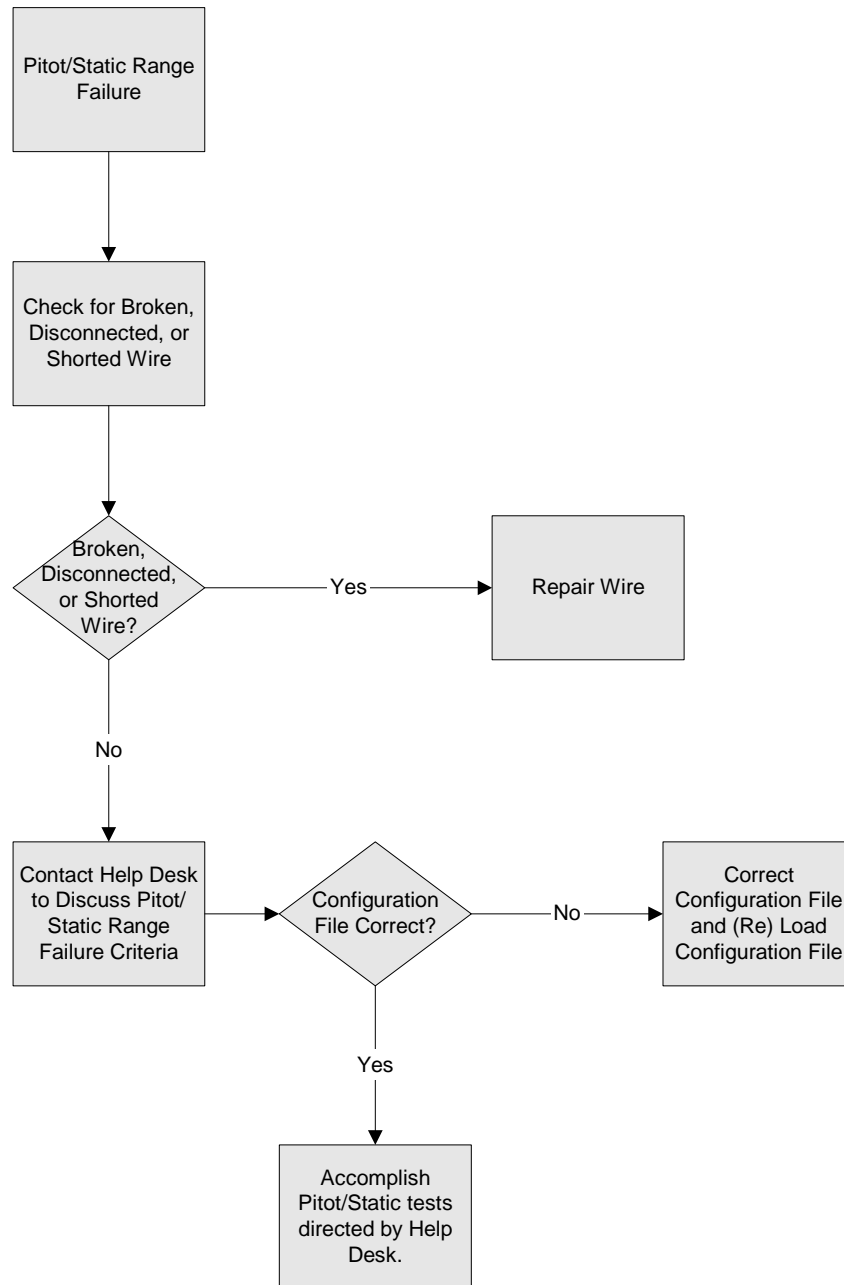 Pitot/Static Range
Failure
Check for Broken,
Disconnected, or
Shorted Wire
Broken,
Disconnected,
or Shorted
Wire?
Yes
Repair Wire
No
Contact Help Desk
to Discuss Pitot/
Static Range
Failure Criteria
Configuration
File Correct?
No
Correct
Configuration File
and (Re) Load
Configuration File
Yes
Accomplish
Pitot/Static tests
directed by Help
Desk.